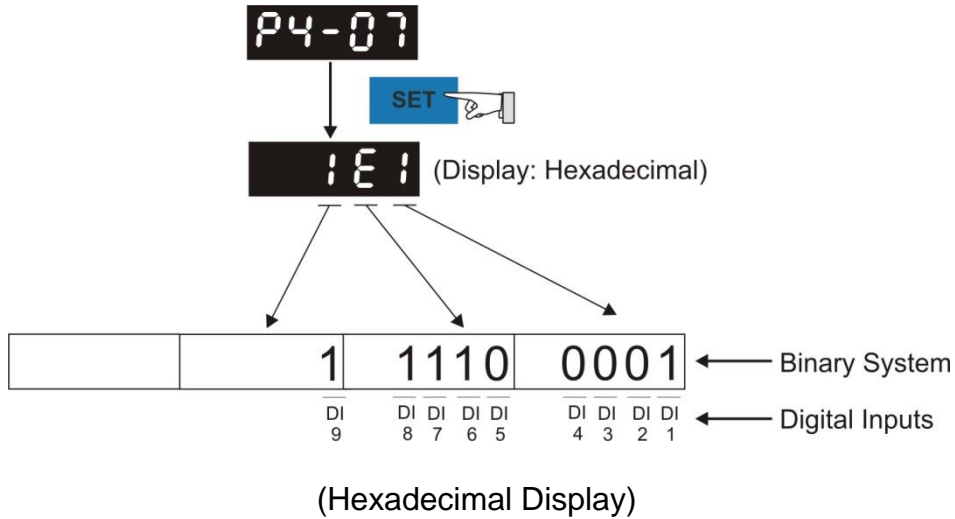 P4-07
SET
1E1 (Display: Hexadecimal)
1 1110 0001 Binary System
DI DI DI DI DI DI DI DI DI Digital Inputs
9 8 7 6 5 4 3 2 1
(Hexadecimal Display)